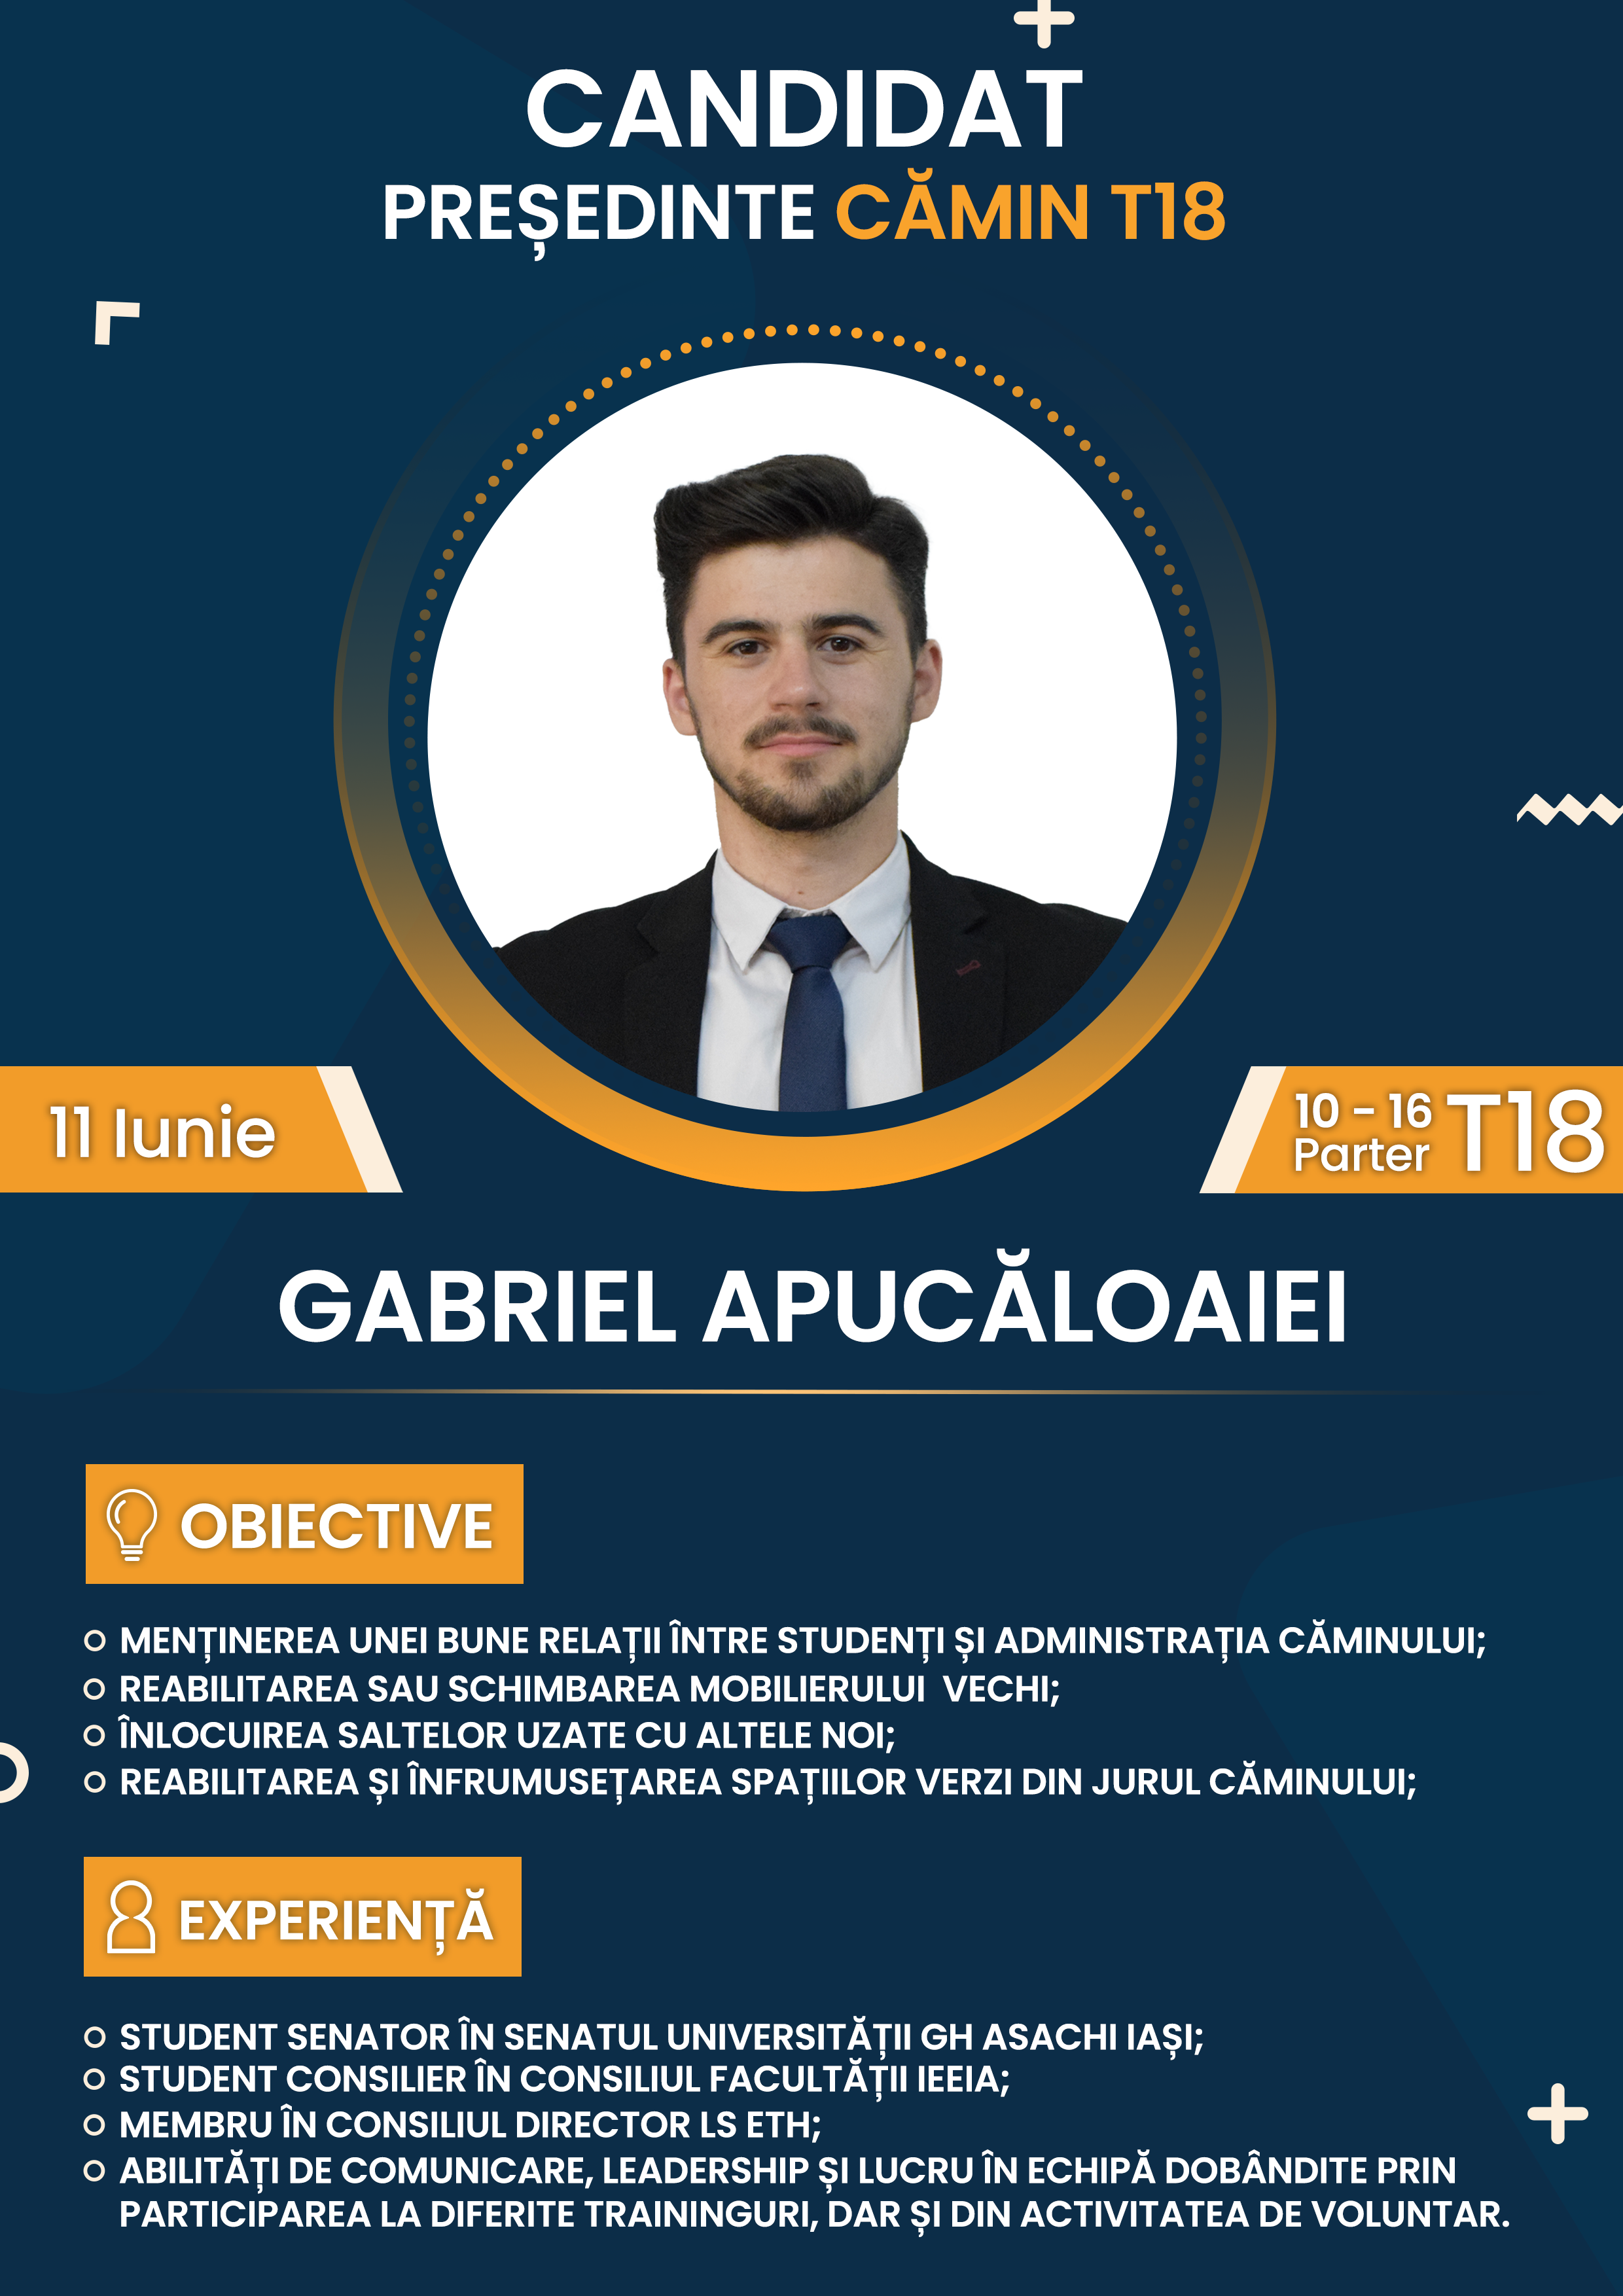 CANDIDAT
PREȘEDINTE CĂMIN T18
11 Iunie
10 - 16
Parter
T18
GABRIEL APUCĂLOAIEI
OBIECTIVE
MENȚINEREA UNEI BUNE RELAȚII ÎNTRE STUDENȚI ȘI ADMINISTRAȚIA CĂMINULUI;
REABILITAREA SAU SCHIMBAREA MOBILIERULUI VECHI;
ÎNLOCUIREA SALTELOR UZATE CU ALTELE NOI;
REABILITAREA ȘI ÎNFRUMUSEȚAREA SPAȚIILOR VERZI DIN JURUL CĂMINULUI;
EXPERIENȚĂ
STUDENT SENATOR ÎN SENATUL UNIVERSITĂȚII GH ASACHI IAȘI;
STUDENT CONSILIER ÎN CONSILIUL FACULTĂȚII IEEIA;
MEMBRU ÎN CONSILIUL DIRECTOR LS ETH;
ABILITĂȚI DE COMUNICARE, LEADERSHIP ȘI LUCRU ÎN ECHIPĂ DOBÂNDITE PRIN
PARTICIPAREA LA DIFERITE TRAININGURI, DAR ȘI DIN ACTIVITATEA DE VOLUNTAR.